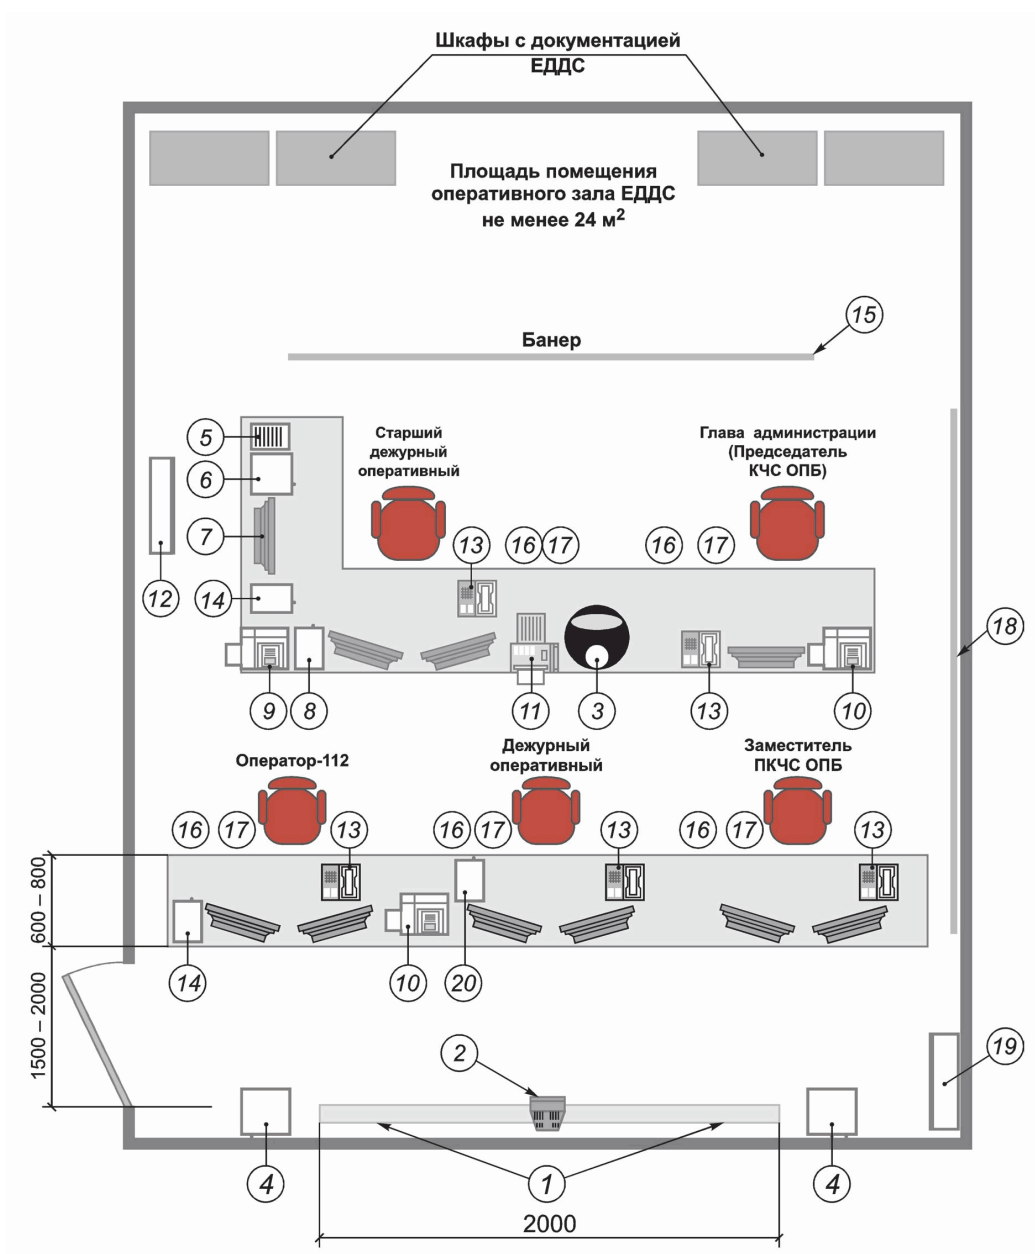 Шкафы с документацией
ЕДДС
Площадь помещения
оперативного зала ЕДДС
не менее 24 м²
Банер
15
5
6
7
12
14
Старший
дежурный
оперативный
Глава администрации
(Председатель
КЧС ОПБ)
13
16
17
16
17
18
9
8
11
3
13
10
Оператор-112
Дежурный
оперативный
Заместитель
ПКЧС ОПБ
16
17
13
16
17
13
16
17
13
600 – 800
14
10
20
1500 – 2000
2
19
4
1
4
2000